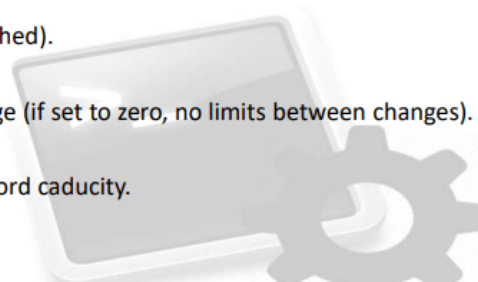 hed).
ge (if set to zero, no limits between changes).
ord caducity.